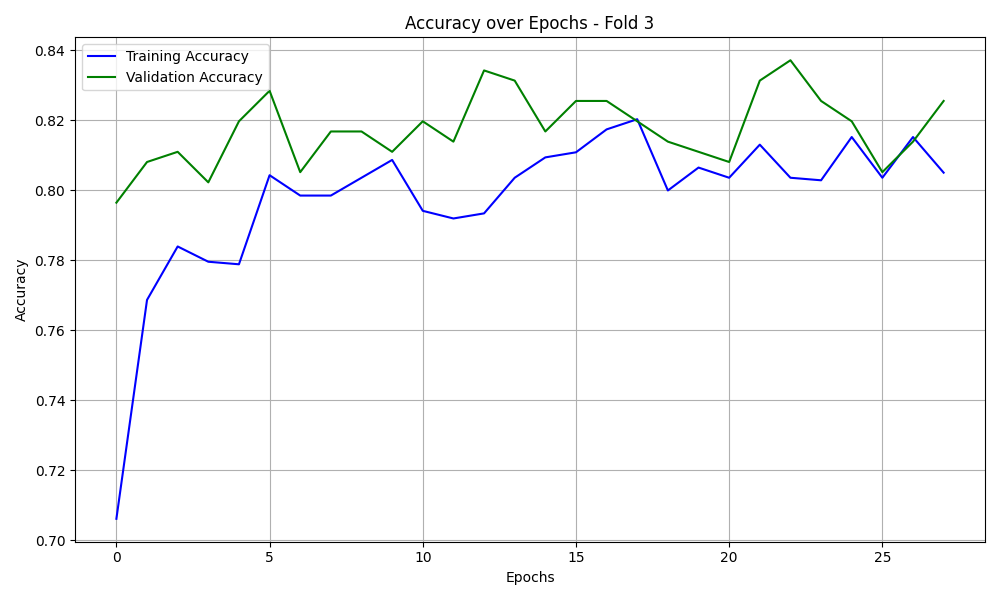 Accuracy over Epochs - Fold 3
Training Accuracy
Validation Accuracy
0.84
0.82
0.80
0.78
0.76
0.74
0.72
0.70
Accuracy
0 5 10 15 20 25
Epochs